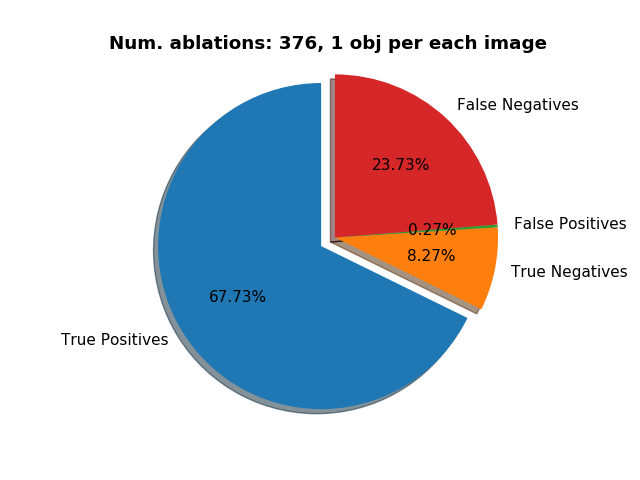 Num. ablations: 376, 1 obj per each image
False Negatives
23.73%
False Positives
0.27%
8.27%
True Negatives
67.73%
True Positives